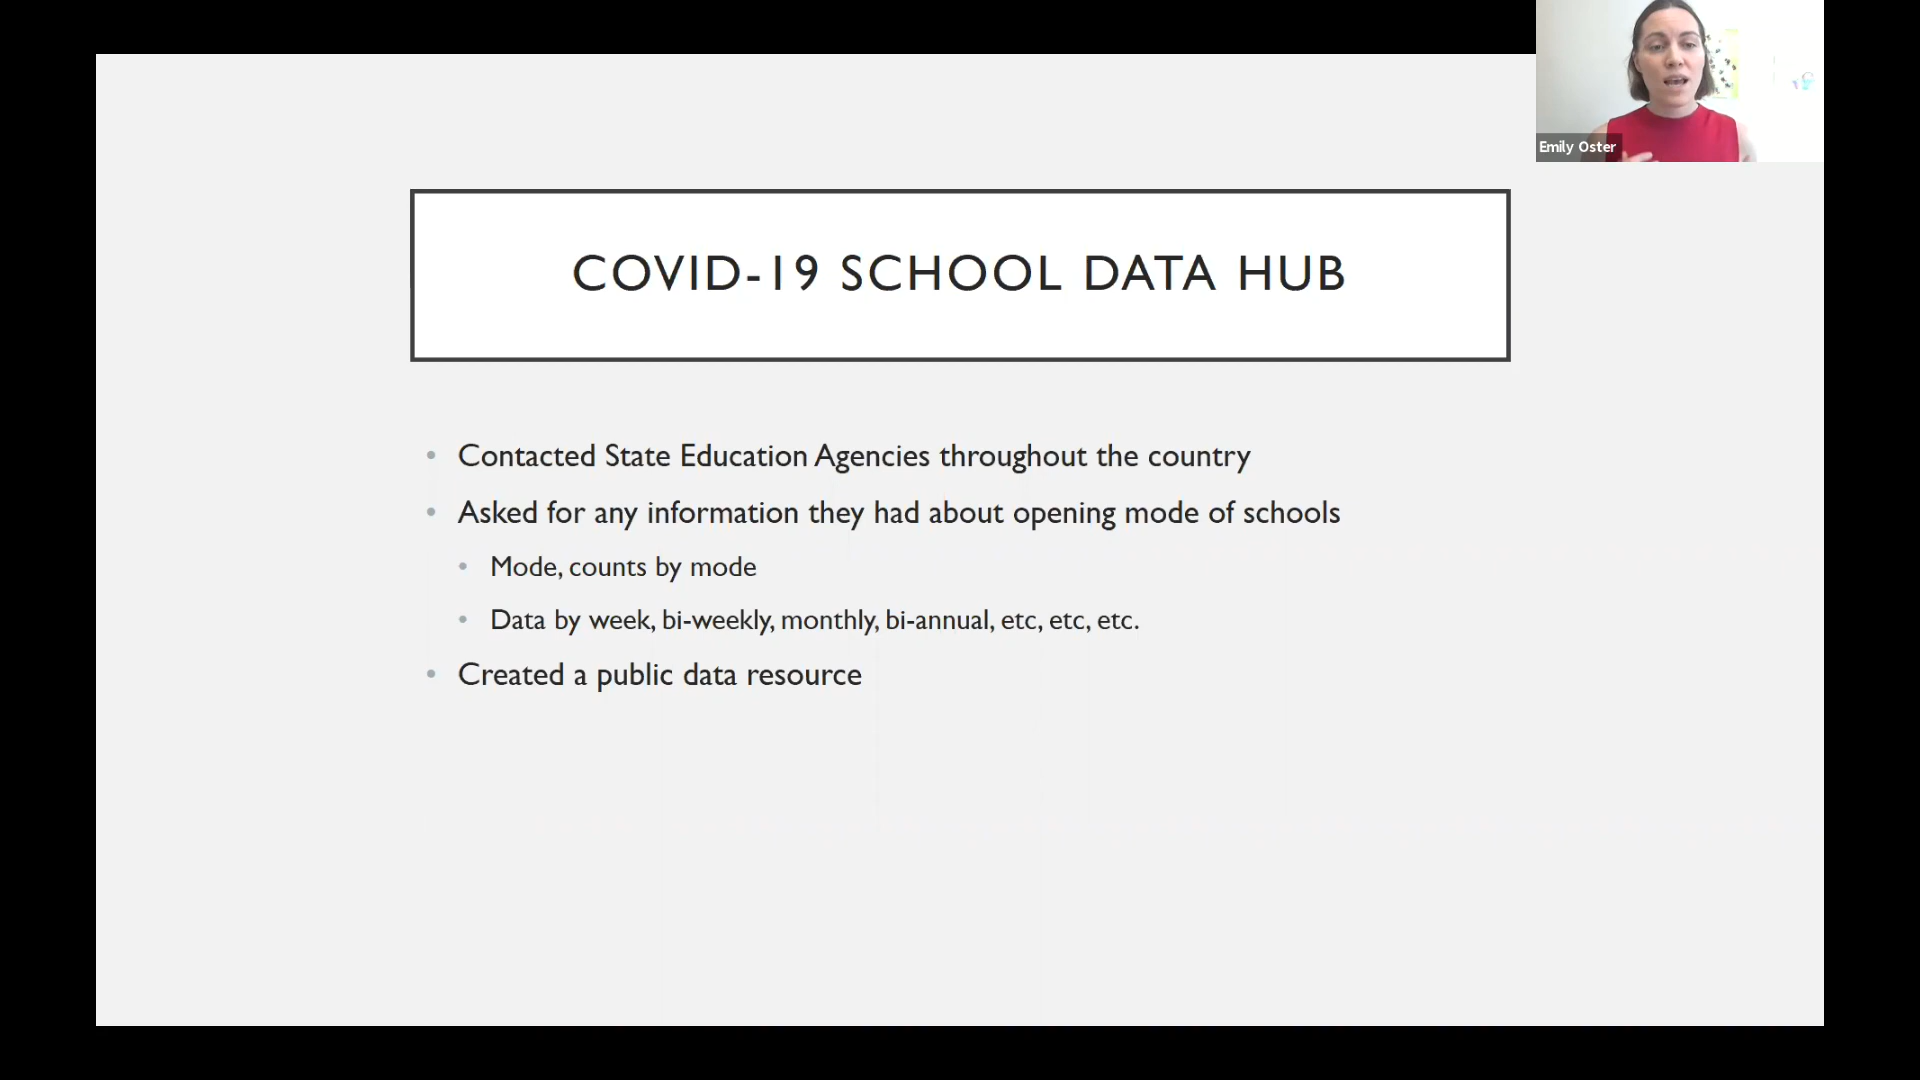 Emily Oster
COVID-19 SCHOOL DATA HUB
• Contacted State Education Agencies throughout the country
• Asked for any information they had about opening mode of schools
• Mode, counts by mode
• Data by week, bi-weekly, monthly, bi-annual, etc, etc, etc.
• Created a public data resource